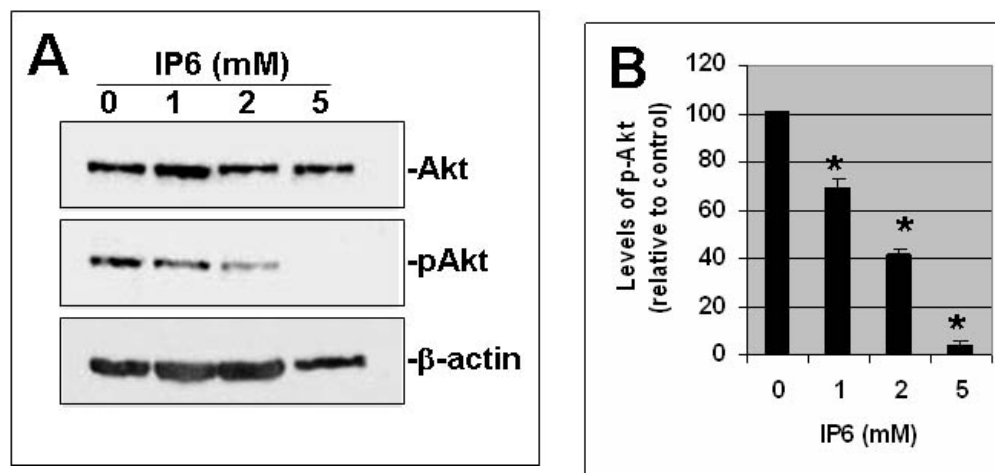 A
IP6 (mM)
0 1 2 5
-Akt
-pAkt
-β-actin
B
Levels of p-Akt
(relative to control)
120
100
80
60
40
20
0
*
*
*
0 1 2 5
IP6 (mM)